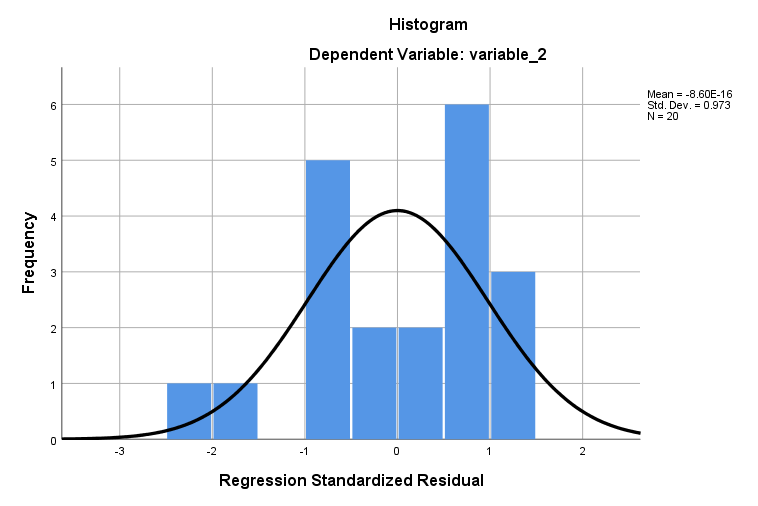 Histogram
Dependent Variable: variable_2
Mean = -8.60E-16
Std. Dev. = 0.973
N = 20
Frequency
6
5
4
3
2
1
0
-3 -2 -1 0 1 2
Regression Standardized Residual